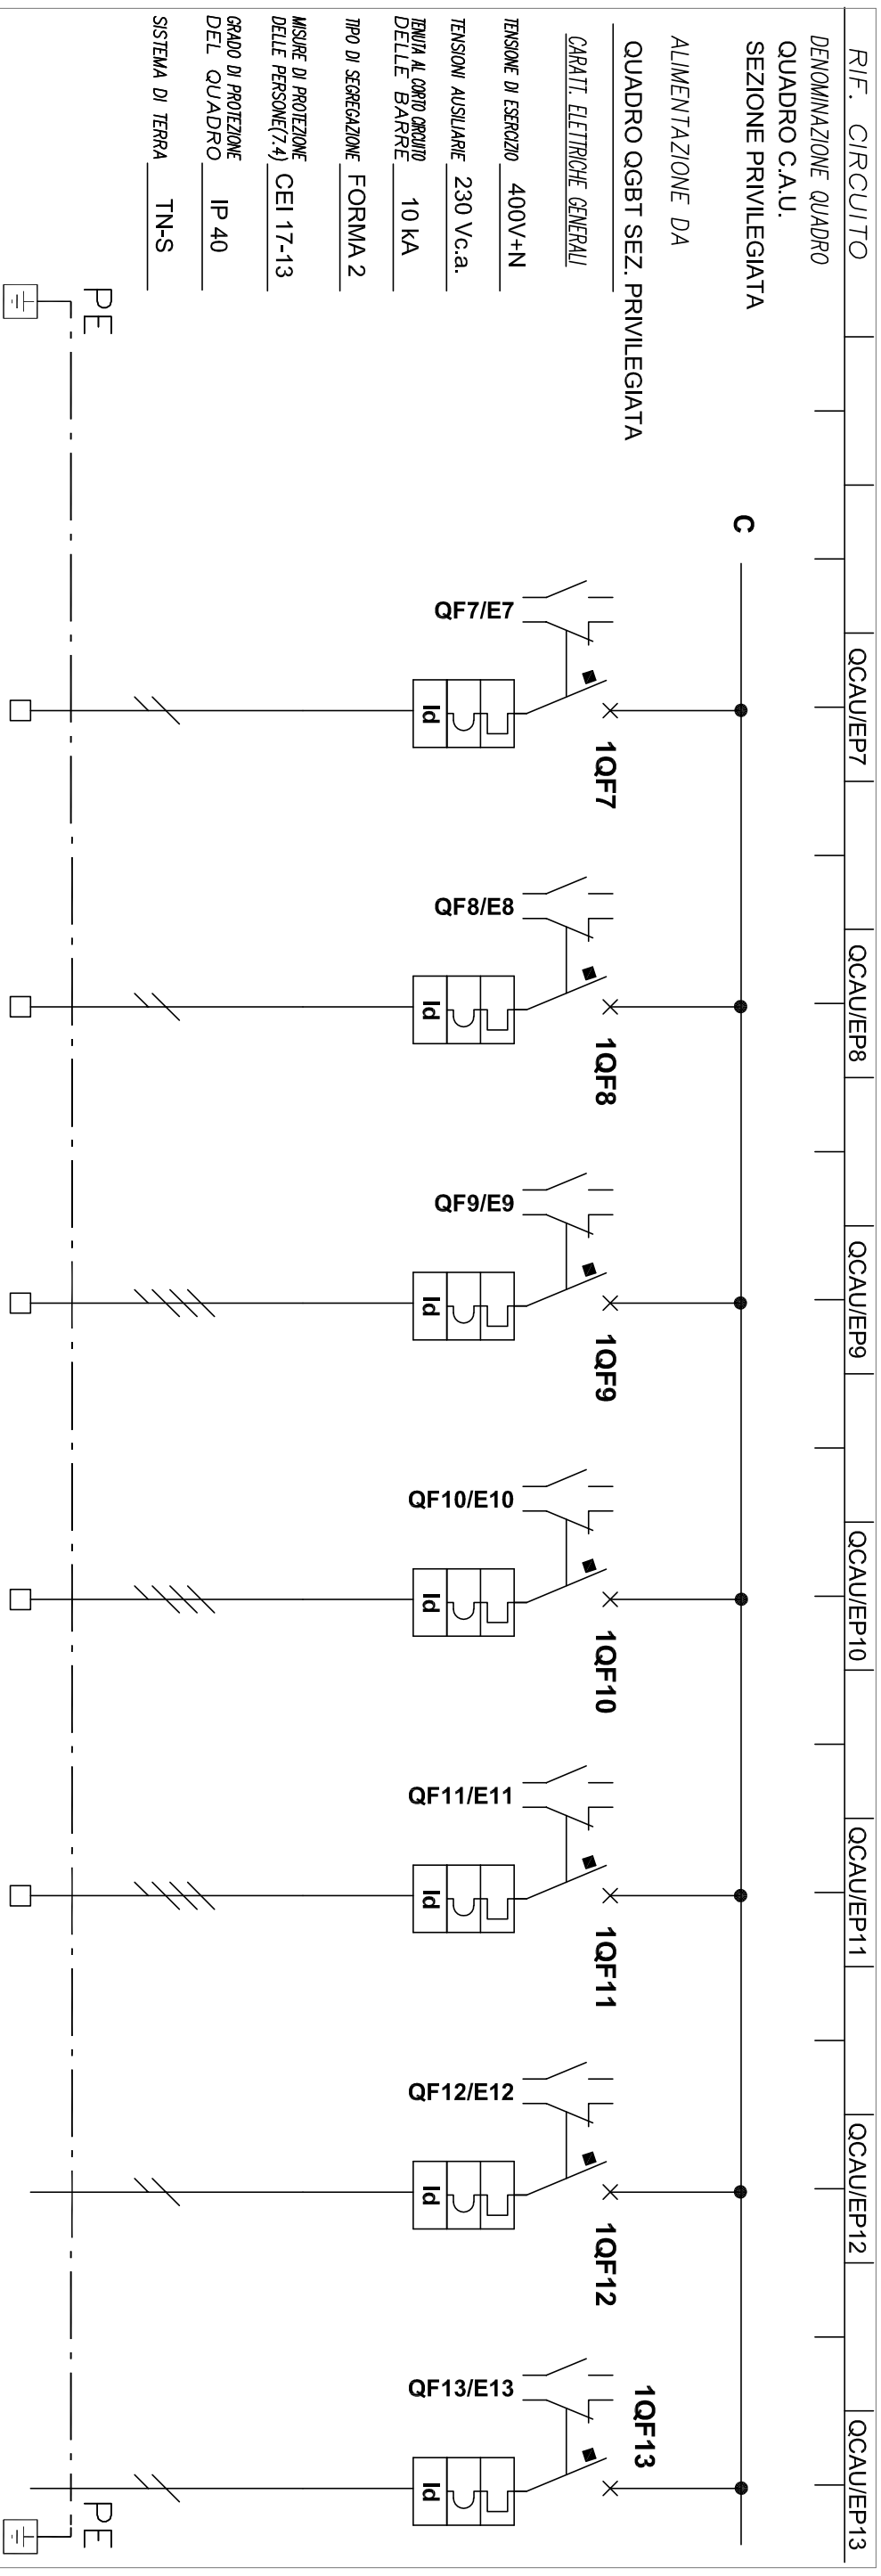 RIF. CIRCUITO
QCAU/EP7
QCAU/EP8
QCAU/EP9
QCAU/EP10
QCAU/EP11
QCAU/EP12
QCAU/EP13
DENOMINAZIONE QUADRO
QUADRO C.A.U.
SEZIONE PRIVILEGIATA
C
ALIMENTAZIONE DA
QUADRO QGBT SEZ. PRIVILEGIATA
CARATT. ELETTRICHE GENERALI
TENSIONE DI ESERCIZIO 400V+N
TENSIONI AUSILIARIE 230 Vc.a.
TENUTA AL CORTO CIRCUITO
DELLE BARRE 10 kA
TIPO DI SEGREGAZIONE FORMA 2
MISURE DI PROTEZIONE
DELLE PERSONE(7.4) CEI 17-13
GRADO DI PROTEZIONE
DEL QUADRO IP 40
SISTEMA DI TERRA TN-S
1QF7
1QF8
1QF9
1QF10
1QF11
1QF12
1QF13
QF7/E7
QF8/E8
QF9/E9
QF10/E10
QF11/E11
QF12/E12
QF13/E13
Id
Id
Id
Id
Id
Id
Id
PE
PE